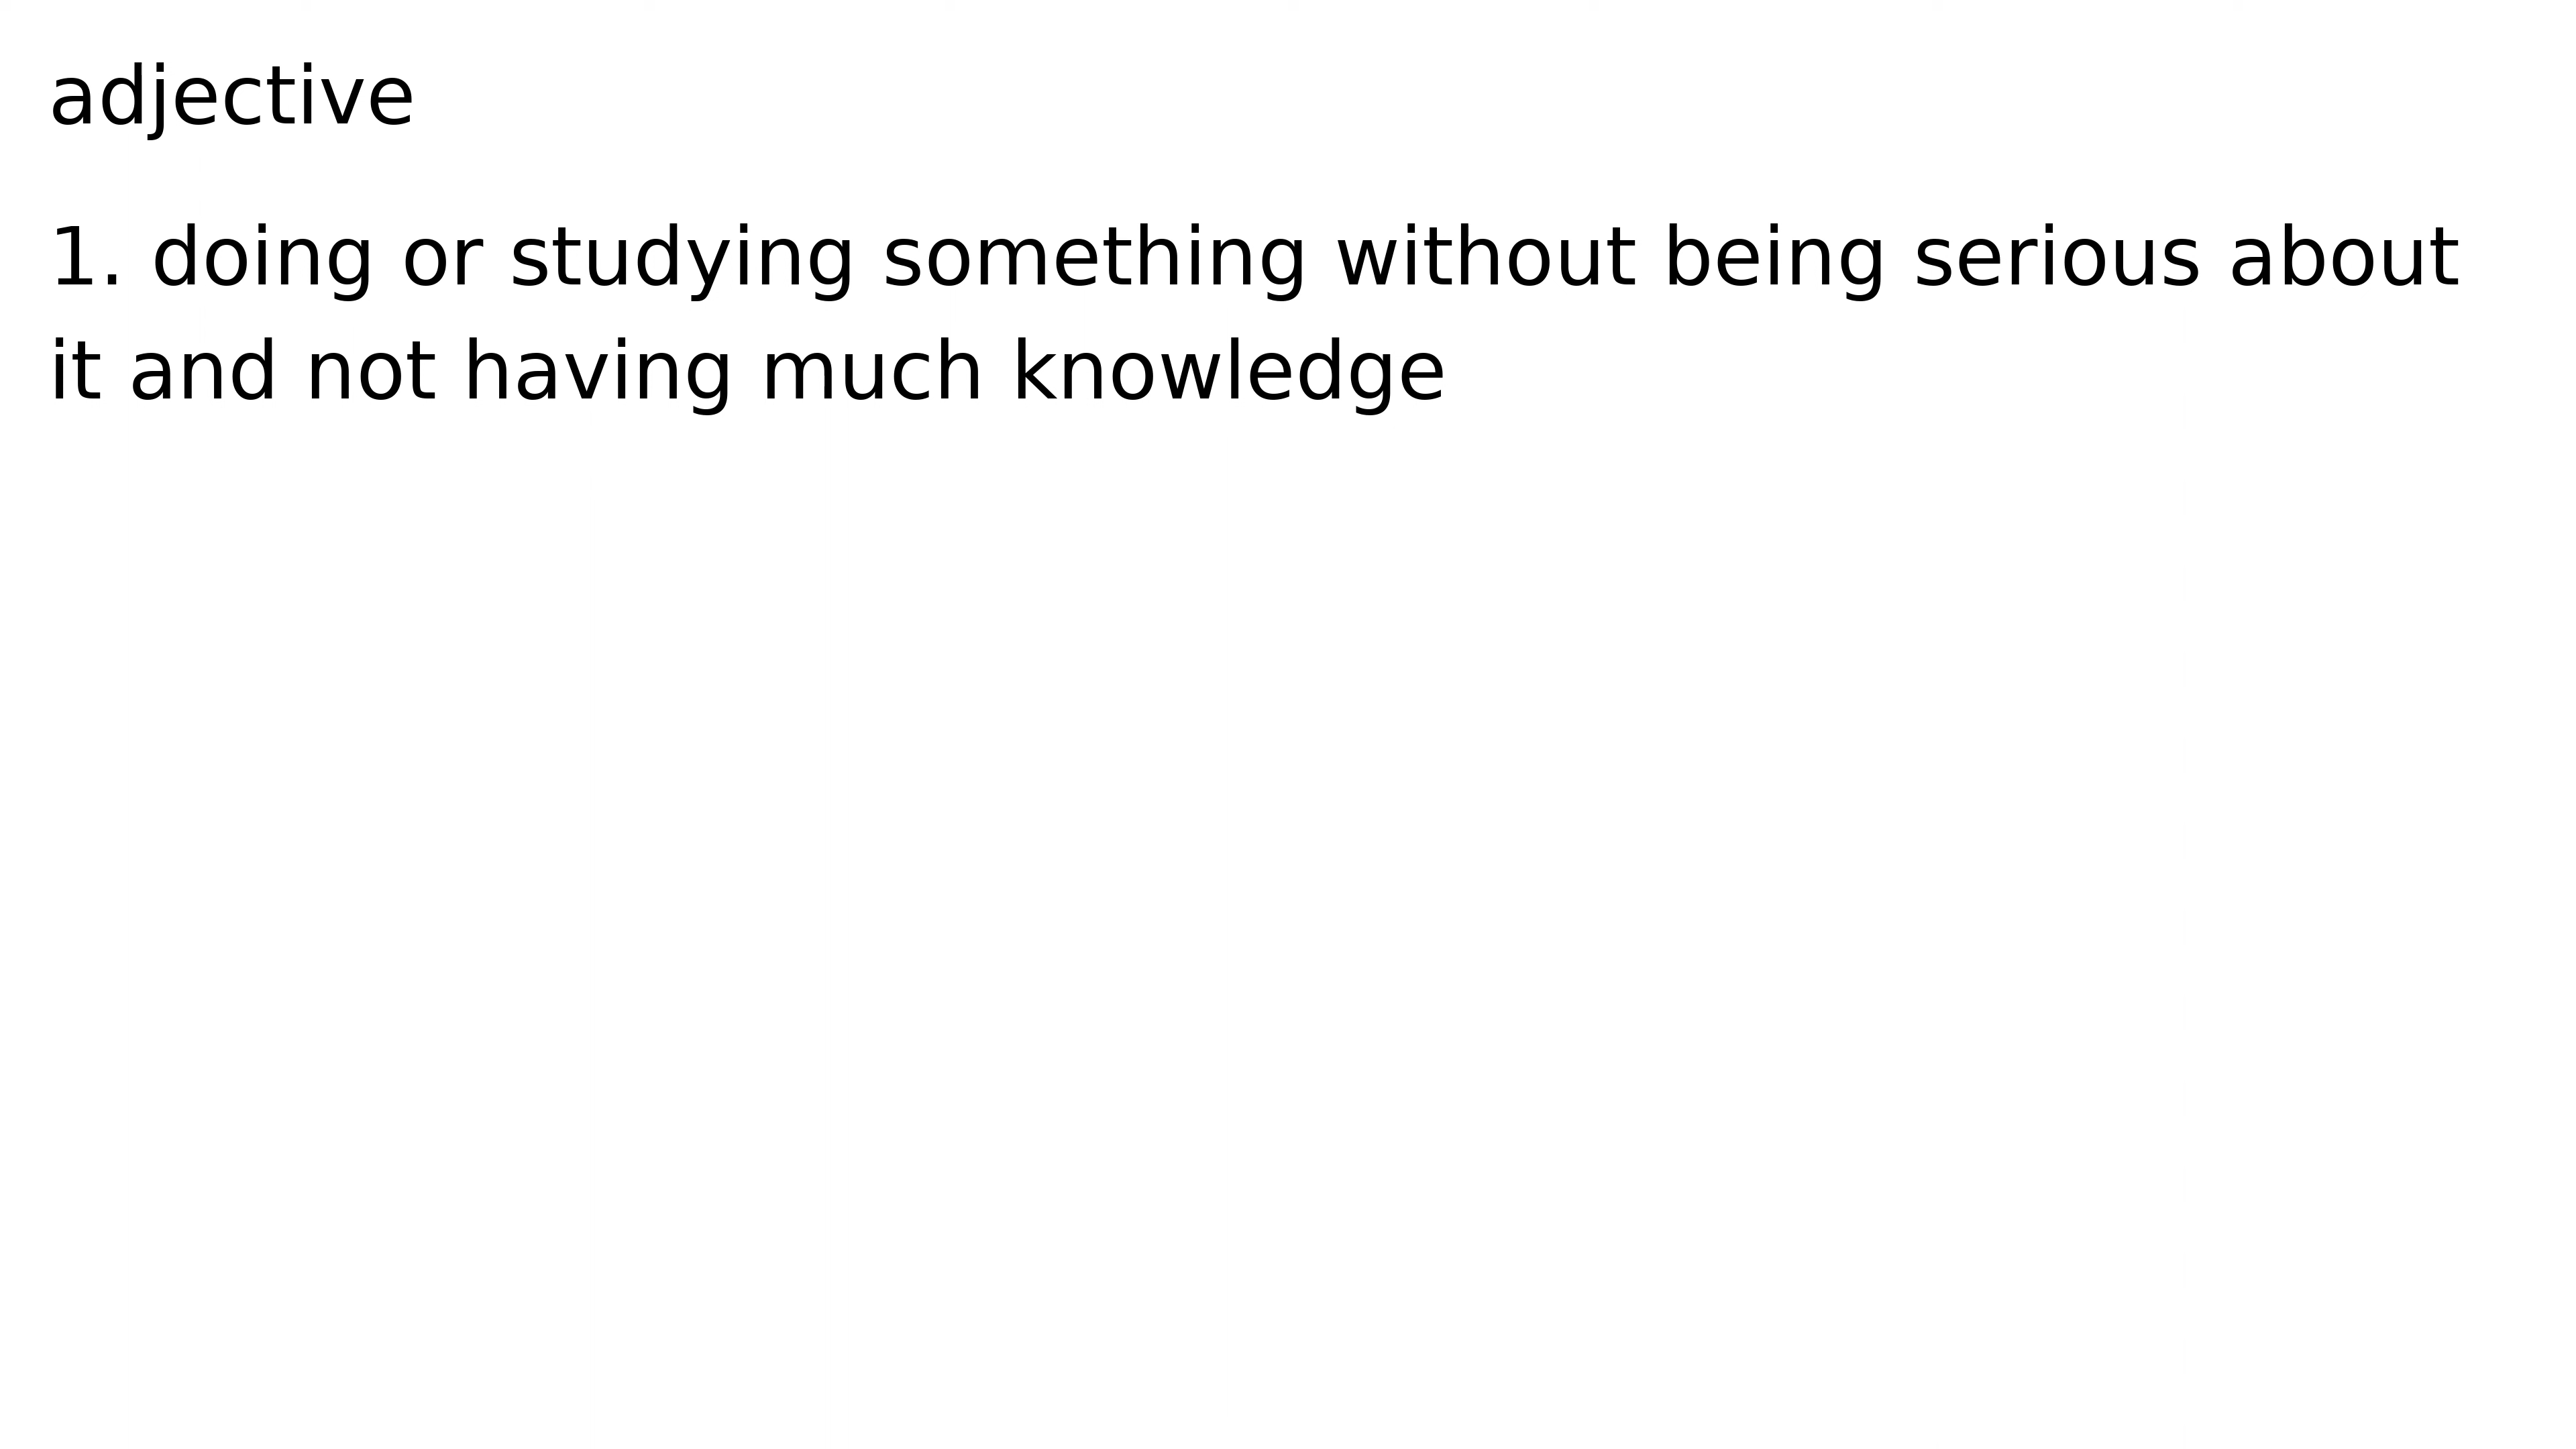 adjective
1. doing or studying something without being serious about
it and not having much knowledge